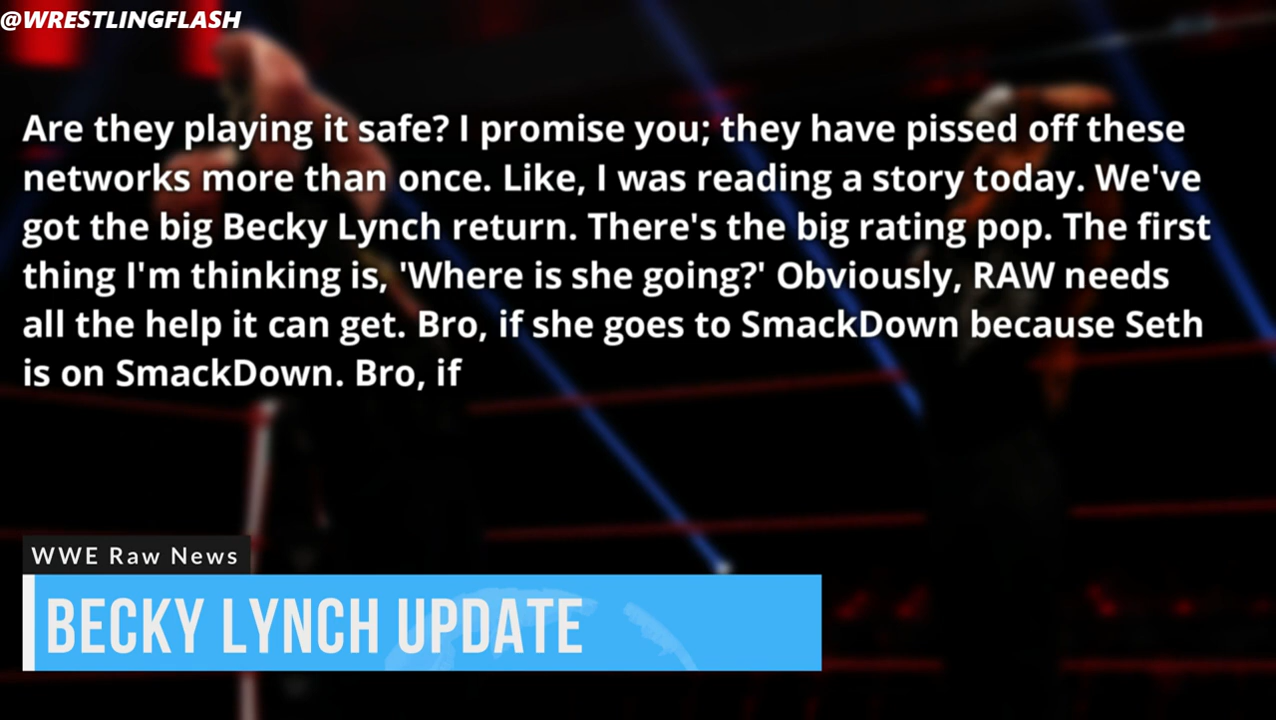 @WRESTLINGFLASH
Are they playing it safe? I promise you; they have pissed off these
networks more than once. Like, I was reading a story today. We've
got the big Becky Lynch return. There's the big rating pop. The first
thing I'm thinking is, 'Where is she going?' Obviously, RAW needs
all the help it can get. Bro, if she goes to SmackDown because Seth
is on SmackDown. Bro, if
WWE Raw News
BECKY LYNCH UPDATE